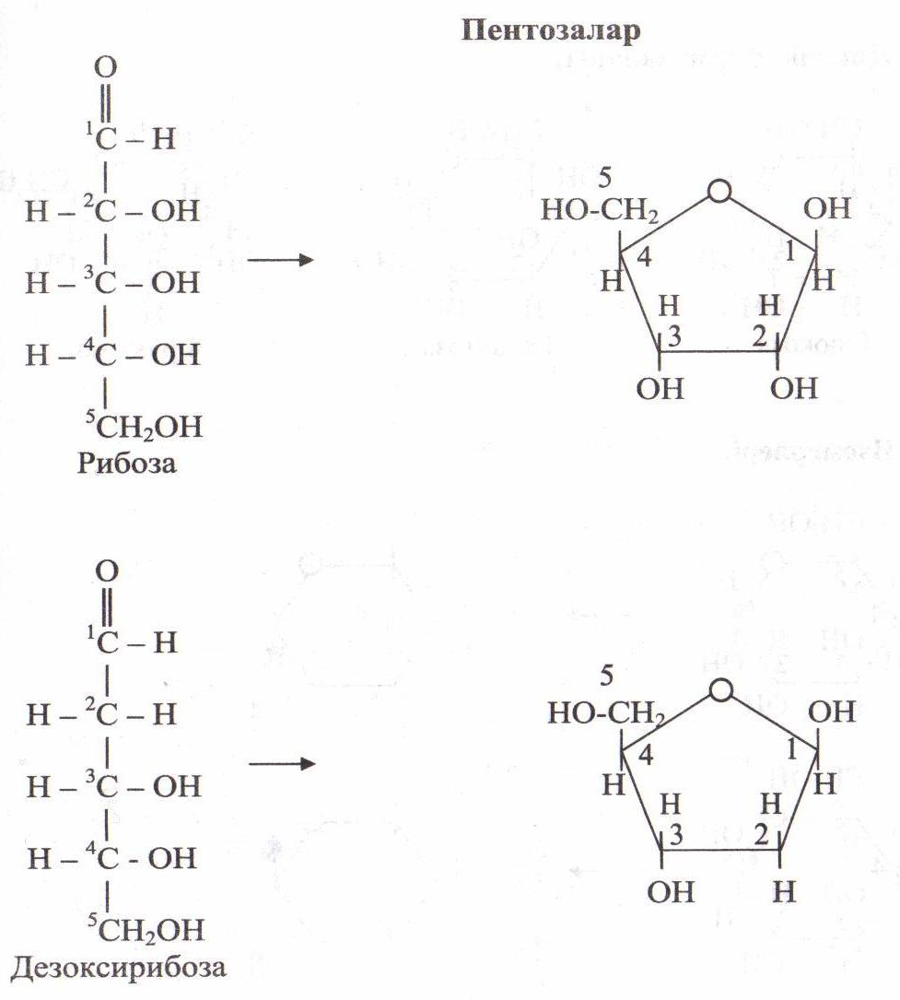 Пентозалар
O
¹C – H
H – ²C – OH
H – ³C – OH
H – ⁴C – OH
⁵CH₂OH
Рибоза
5
HO-CH₂ O OH
4 1
H H
H H
3 2
OH OH
O
¹C – H
H – ²C – H
H – ³C – OH
H – ⁴C - OH
⁵CH₂OH
Дезоксирибоза
5
HO-CH₂ O OH
4 1
H H
H H
3 2
OH H